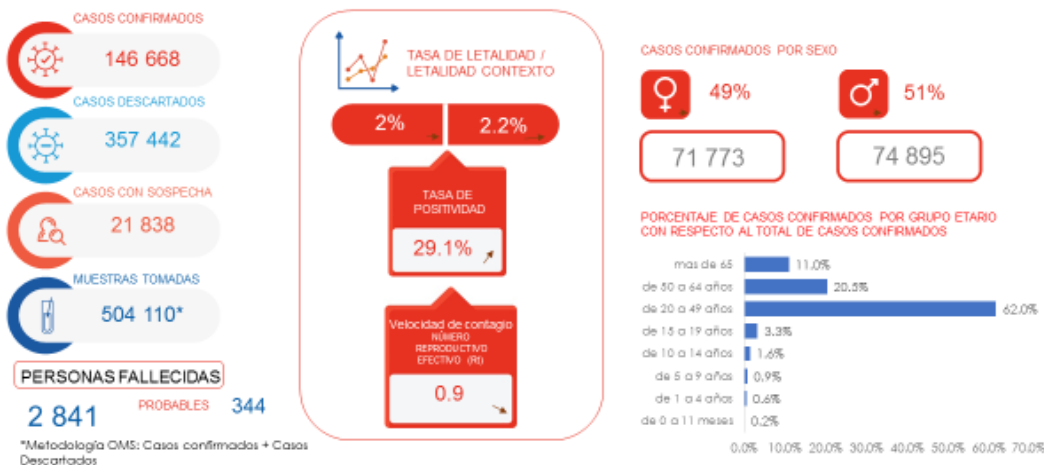 CASOS CONFIRMADOS
146 668
CASOS DESCARTADOS
357 442
CASOS CON SOSPECHA
21 838
MUESTRAS TOMADAS
504 110*
PERSONAS FALLECIDAS
2 841
PROBABLES
344
*Metodología OMS: Casos confirmados + Casos
Descartados
TASA DE LETALIDAD /
LETALIDAD CONTEXTO
2%
2.2%
TASA DE
POSITIVIDAD
29.1%
Velocidad de contagio
NÚMERO
REPRODUCTIVO
EFECTIVO (Rt)
0.9
CASOS CONFIRMADOS POR SEXO
49%
51%
71 773
74 895
PORCENTAJE DE CASOS CONFIRMADOS POR GRUPO ETARIO
CON RESPECTO AL TOTAL DE CASOS CONFIRMADOS
mas de 65 11.0%
de 50 a 64 años 20.5%
de 20 a 49 años 62.0%
de 15 a 19 años 3.3%
de 10 a 14 años 1.6%
de 5 a 9 años 0.9%
de 1 a 4 años 0.6%
de 0 a 11 meses 0.2%
0.0% 10.0% 20.0% 30.0% 40.0% 50.0% 60.0% 70.0%